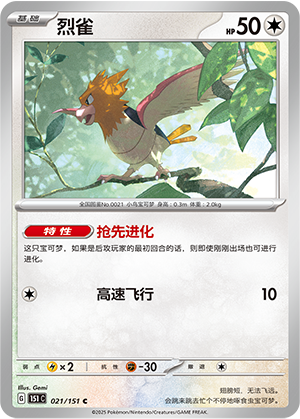 基础 烈雀 HP 50
全国图鉴No.0021 小鸟宝可梦 身高：0.3m 体重：2.0kg
特性 抢先进化
这只宝可梦，如果是后攻玩家的最初回合的话，则即使刚刚出场也可进
进化。
高速飞行 10
弱点 ×2 抗性 -30 撤退
Illus. Gemi
G 151 C 021/151 C
翅膀短，无法飞远。
会跳来跳去忙个不停地啄食虫宝可梦。
©2025 Pokémon/Nintendo/Creatures/GAME FREAK.